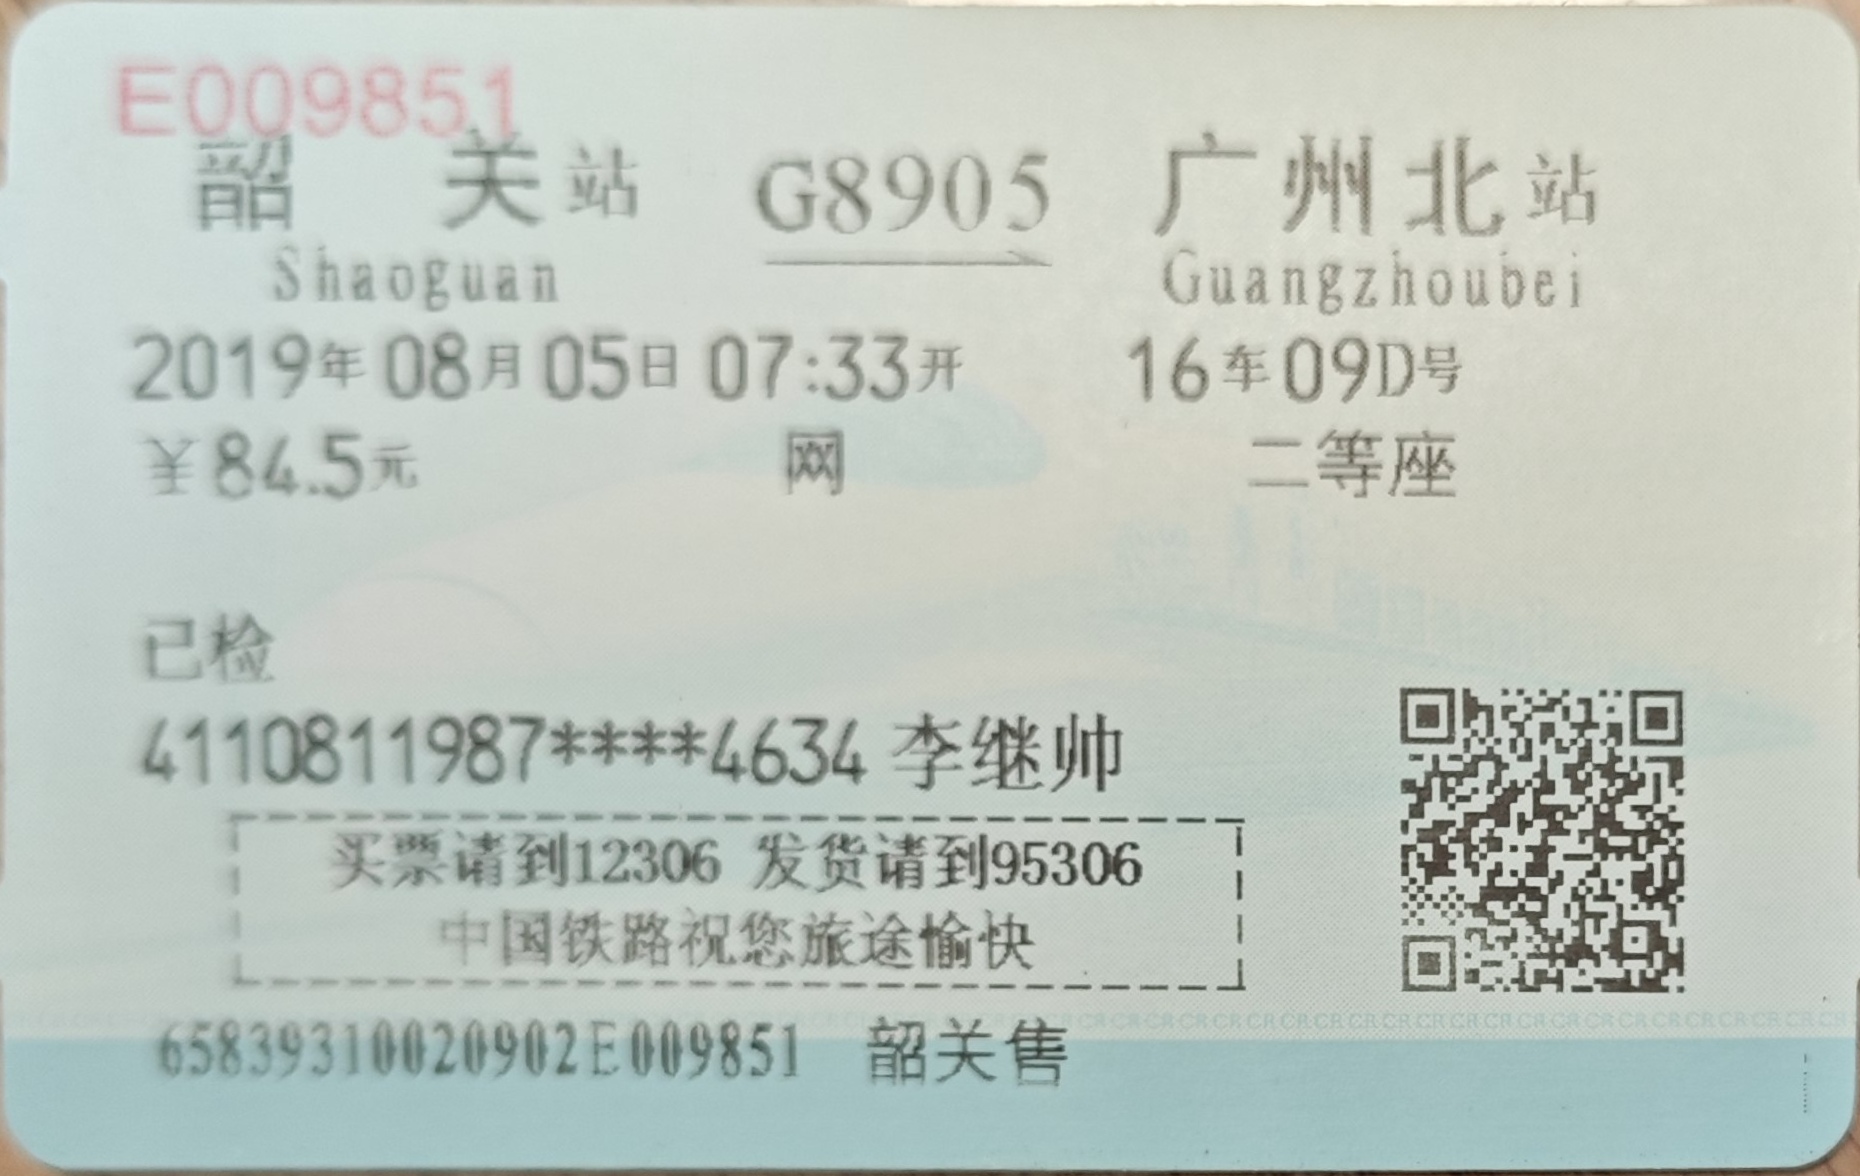 E009851
韶关站 G8905 广州北站
Shaoguan Guangzhoubei
2019年08月05日 07:33开 16车09D号
￥84.5元 网 二等座
已检
4110811987****4634 李继帅
买票请到12306 发货请到95306
中国铁路祝您旅途愉快
CRCRCRCRCRCRCRCRCRCRCRCR
65839310020902E009851 韶关售